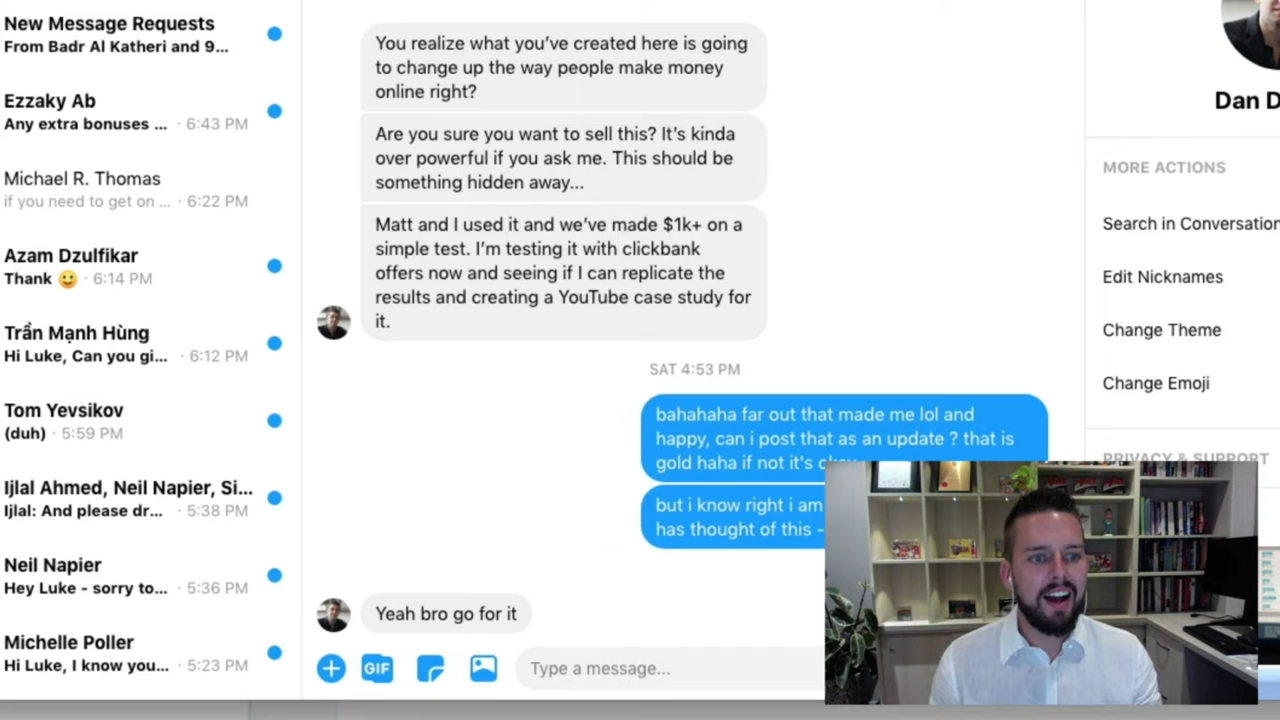 New Message Requests
From Badr Al Katheri and 9...
Ezzaky Ab
Any extra bonuses ... · 6:43 PM
Michael R. Thomas
if you need to get on ... · 6:22 PM
Azam Dzulfikar
Thank 🙂 · 6:14 PM
Trần Mạnh Hùng
Hi Luke, Can you gi... · 6:12 PM
Tom Yevsikov
(duh) · 5:59 PM
Ijlal Ahmed, Neil Napier, Si...
Ijlal: And please dr... · 5:38 PM
Neil Napier
Hey Luke - sorry to... · 5:36 PM
Michelle Poller
Hi Luke, I know you... · 5:23 PM
You realize what you've created here is going
to change up the way people make money
online right?
Are you sure you want to sell this? It's kinda
over powerful if you ask me. This should be
something hidden away...
Matt and I used it and we've made $1k+ on a
simple test. I'm testing it with clickbank
offers now and seeing if I can replicate the
results and creating a YouTube case study for
it.
SAT 4:53 PM
bahahaha far out that made me lol and
happy, can i post that as an update ? that is
gold haha if not it's
but i know right i am
has thought of this -
Yeah bro go for it
GIF
Type a message...
Dan D
MORE ACTIONS
Search in Conversation
Edit Nicknames
Change Theme
Change Emoji
PRIVACY & SUPPORT